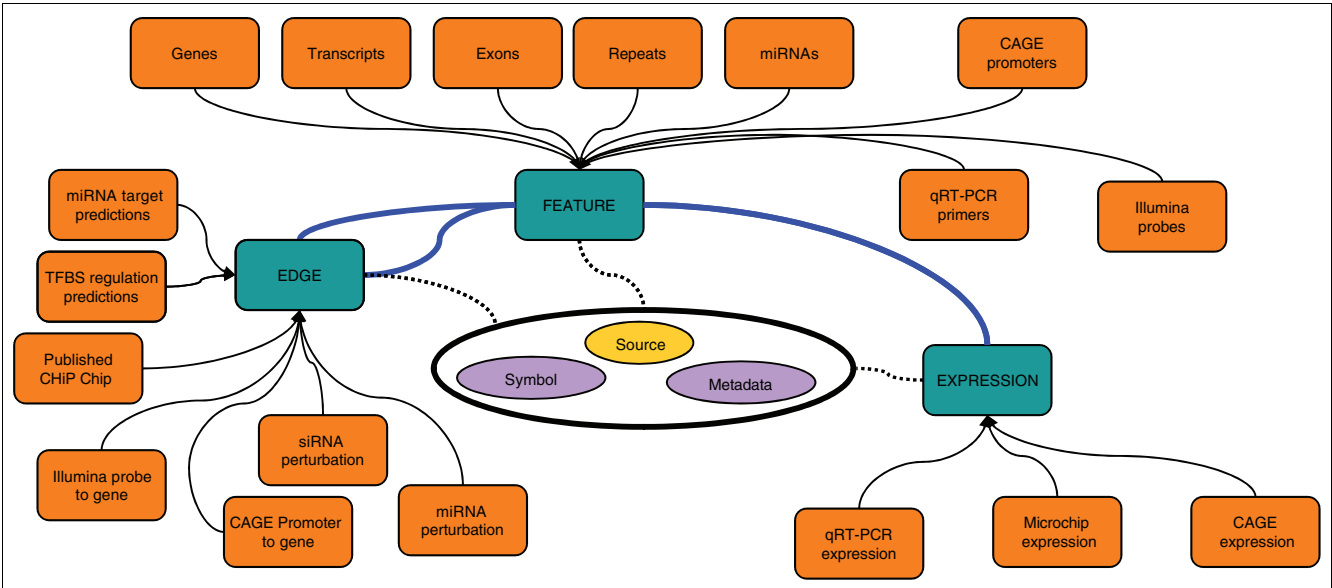 Genes
Transcripts
Exons
Repeats
miRNAs
CAGE
promoters
miRNA target
predictions
FEATURE
qRT-PCR
primers
Illumina
probes
TFBS regulation
predictions
EDGE
Published
CHiP Chip
Source
Symbol
Metadata
EXPRESSION
siRNA
perturbation
Illumina probe
to gene
CAGE Promoter
to gene
miRNA
perturbation
qRT-PCR
expression
Microchip
expression
CAGE
expression